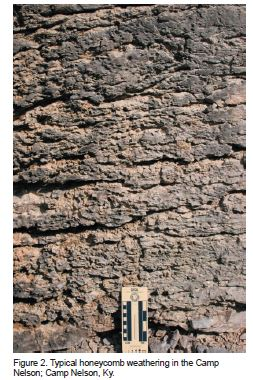 Figure 2. Typical honeycomb weathering in the Camp
Nelson; Camp Nelson, Ky.